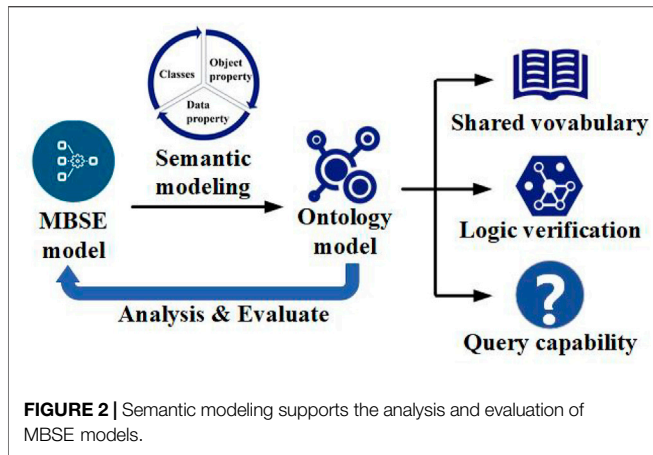 Classes
Object
property
Data
property
Semantic
modeling
MBSE
model
Ontology
model
Analysis & Evaluate
Shared vovabulary
Logic verification
?
Query capability
FIGURE 2 | Semantic modeling supports the analysis and evaluation of
MBSE models.